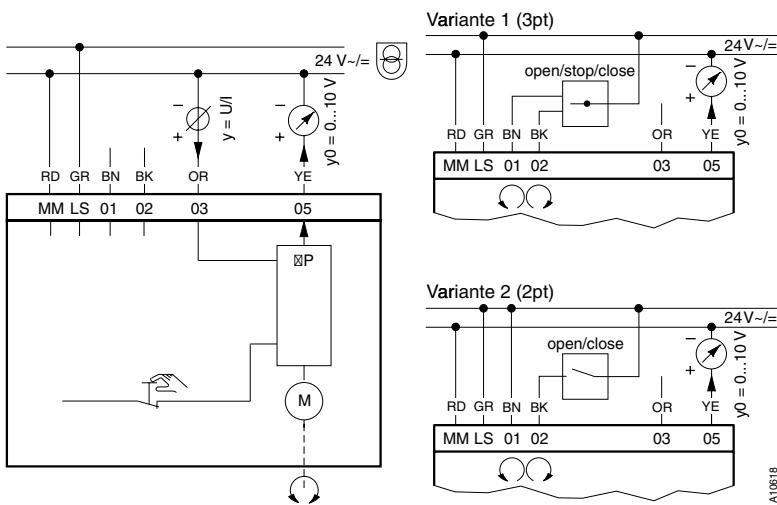 24 V~/=
y = U/I
y0 = 0...10 V
– + – +
RD GR BN BK OR YE
MM LS 01 02 03 05
P
M
Variante 1 (3pt)
24V~/=
open/stop/close
– +
y0 = 0...10 V
RD GR BN BK OR YE
MM LS 01 02 03 05
Variante 2 (2pt)
24V~/=
open/close
– +
y0 = 0...10 V
RD GR BN BK OR YE
MM LS 01 02 03 05
A10618